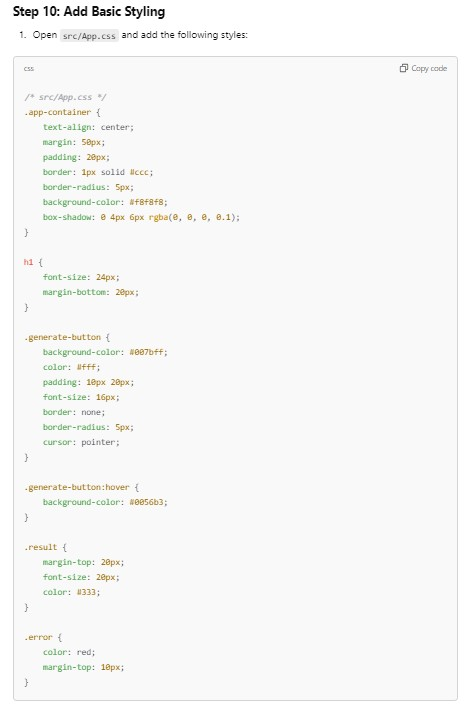 Step 10: Add Basic Styling
1. Open src/App.css and add the following styles:
css
Copy code
/* src/App.css */
.app-container {
    text-align: center;
    margin: 50px;
    padding: 20px;
    border: 1px solid #ccc;
    border-radius: 5px;
    background-color: #f8f8f8;
    box-shadow: 0 4px 6px rgba(0, 0, 0, 0.1);
}
h1 {
    font-size: 24px;
    margin-bottom: 20px;
}
.generate-button {
    background-color: #007bff;
    color: #fff;
    padding: 10px 20px;
    font-size: 16px;
    border: none;
    border-radius: 5px;
    cursor: pointer;
}
.generate-button:hover {
    background-color: #0056b3;
}
.result {
    margin-top: 20px;
    font-size: 20px;
    color: #333;
}
.error {
    color: red;
    margin-top: 10px;
}